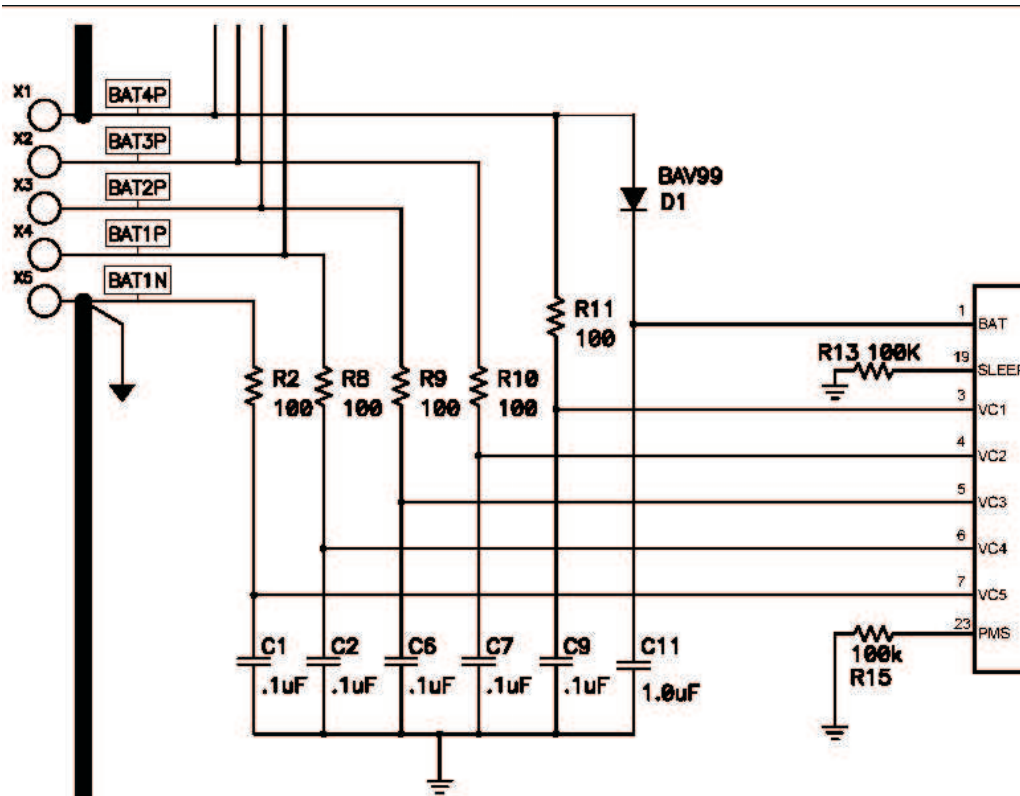 X1
BAT4P
X2
BAT3P
X3
BAT2P
X4
BAT1P
X5
BAT1N
BAV99
D1
R11
100
1
BAT
R13 100K
19
SLEEP
R2
100
R8
100
R9
100
R10
100
3
VC1
4
VC2
5
VC3
6
VC4
7
VC5
23
PMS
100k
R15
C1
.1uF
C2
.1uF
C6
.1uF
C7
.1uF
C9
.1uF
C11
1.0uF